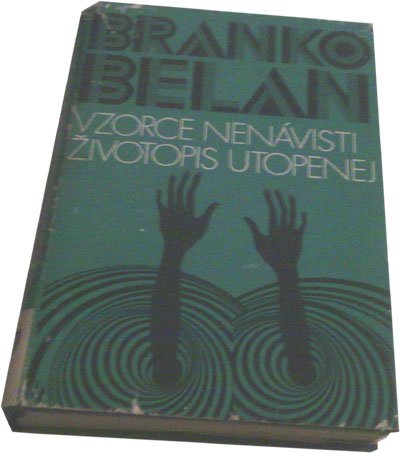 BRANKO
BELAN
VZORCE NENÁVISTI
ŽIVOTOPIS UTOPENEJ